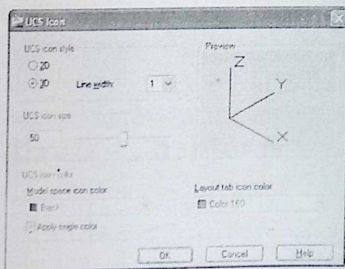 UCS Icon
UCS icon style
2D
3D
Line width:
1
Preview
Z
Y
X
UCS icon size
50
UCS icon color
Model space icon color
Black
Layout tab icon color
Color 160
Apply single color
OK
Cancel
Help